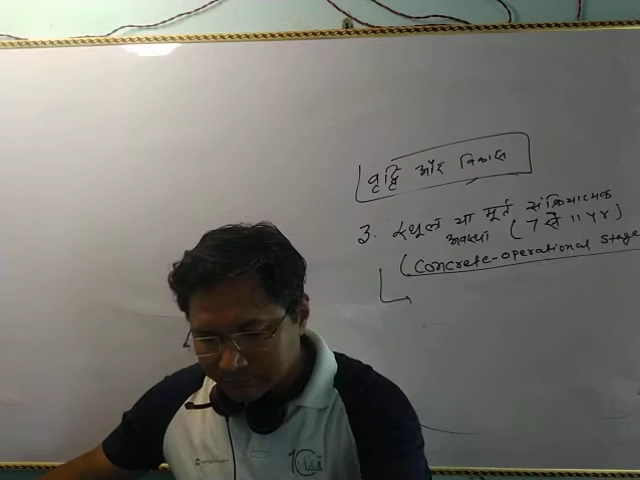 वृद्धि और विकास
3. स्थूल या मूर्त संक्रियात्मक
अवस्था (7 से 11 yr)
(Concrete-operational stage